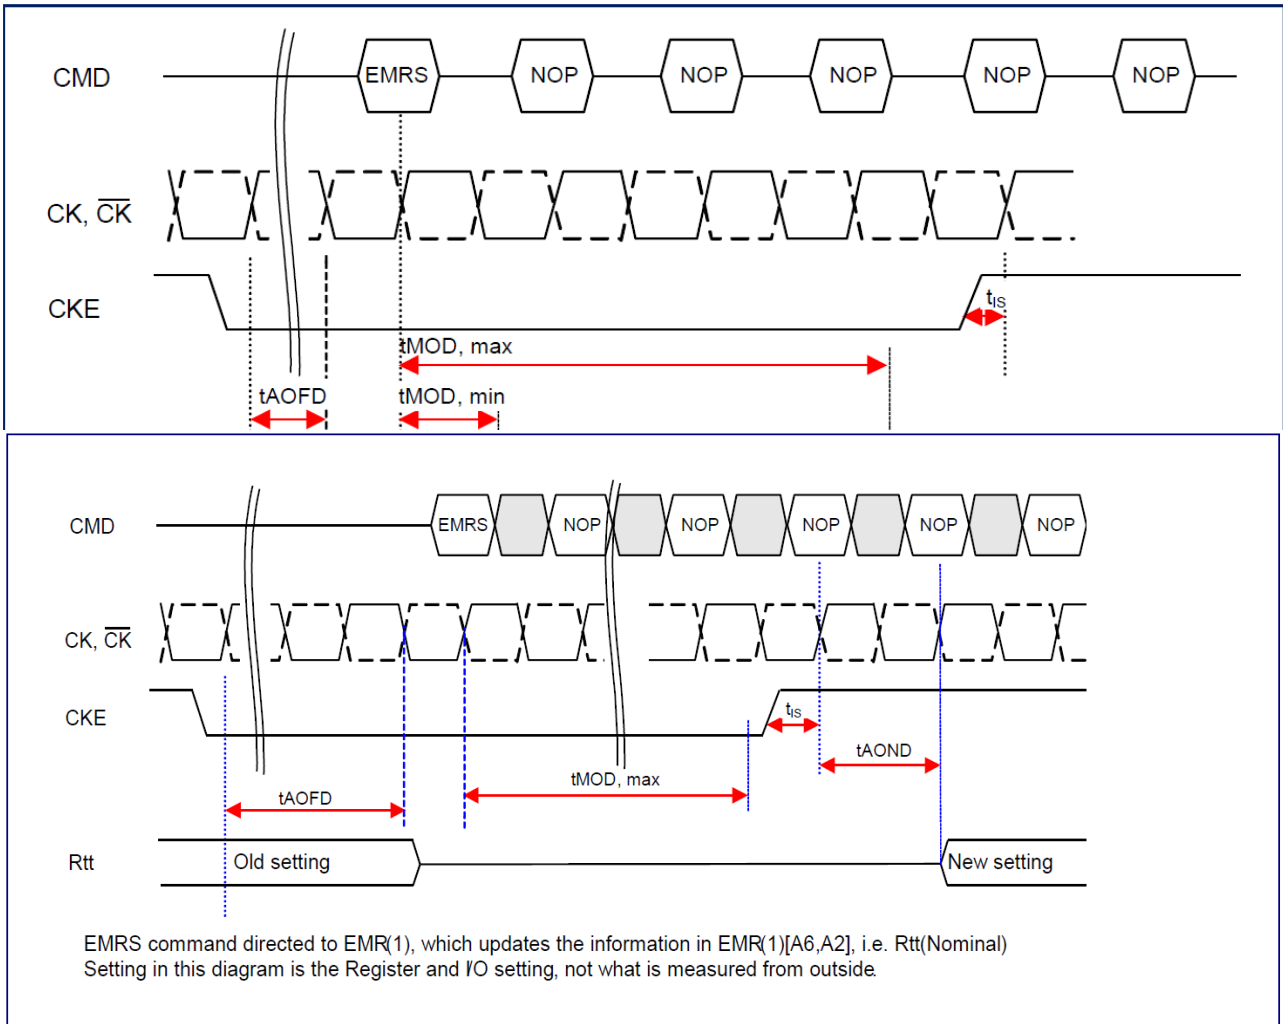 CMD EMRS NOP NOP NOP NOP NOP
CK, CK
CKE tIS
tMOD, max
tAOFD tMOD, min
CMD EMRS NOP NOP NOP NOP NOP
CK, CK
CKE tIS
tAOND
tMOD, max
tAOFD
Rtt Old setting New setting
EMRS command directed to EMR(1), which updates the information in EMR(1)[A6,A2], i.e. Rtt(Nominal)
Setting in this diagram is the Register and I/O setting, not what is measured from outside.